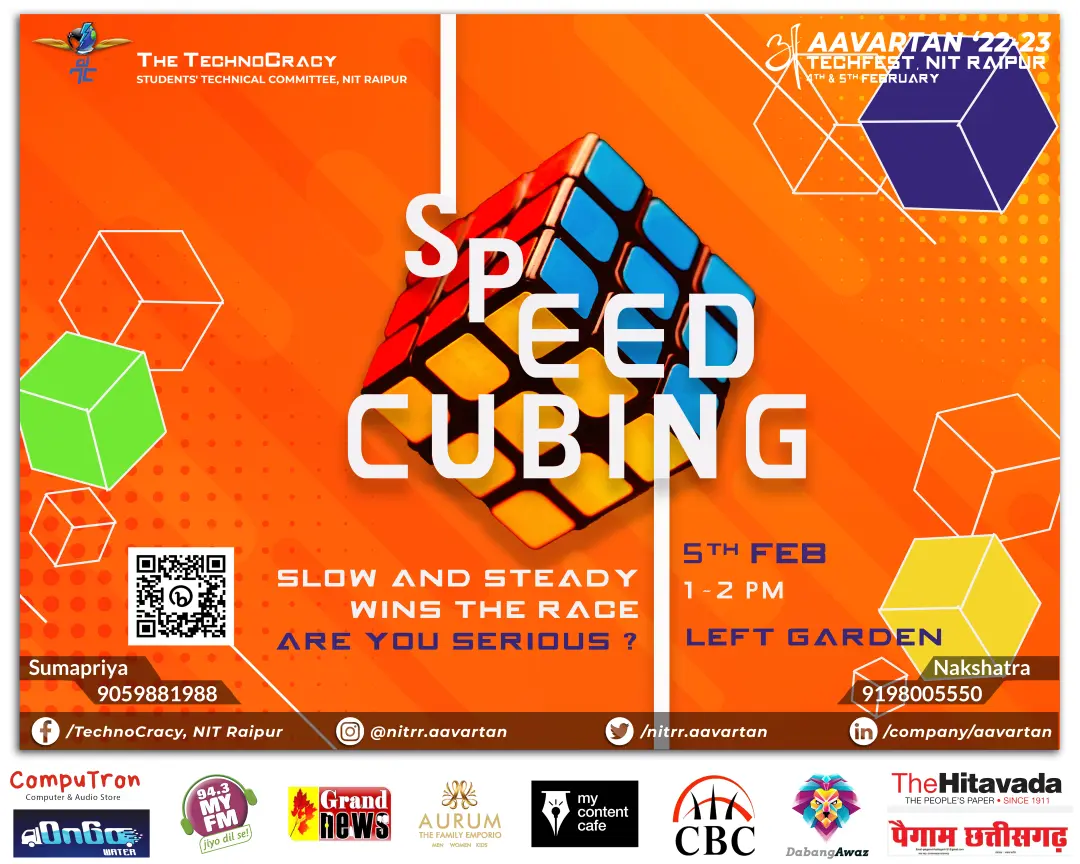 THE TECHNOCRACY
STUDENTS' TECHNICAL COMMITTEE, NIT RAIPUR
AAVARTAN ‘22-23
TECHFEST, NIT RAIPUR
4TH & 5TH FEBRUARY
SPEED
CUBING
SLOW AND STEADY
WINS THE RACE
ARE YOU SERIOUS ?
5TH FEB
1 - 2 PM
LEFT GARDEN
Sumapriya
9059881988
Nakshatra
9198005550
/TechnoCracy, NIT Raipur
@nitrr.aavartan
/nitrr.aavartan
/company/aavartan
CompuTron
Computer & Audio Store
OnGo
WATER
94.3
MY
FM
jiyo dil se!
Grand
news
AURUM
THE FAMILY EMPORIO
MEN WOMEN KIDS
my
content
cafe
CBC
DabangAwaz
TheHitavada
THE PEOPLE'S PAPER • SINCE 1911
पैगाम छत्तीसगढ़